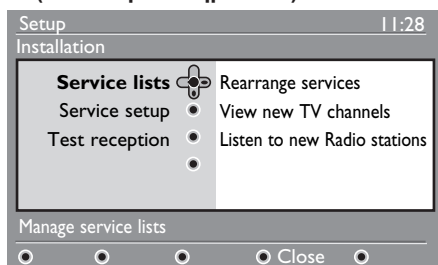 Setup 11:28
Installation
Service lists Rearrange services
Service setup View new TV channels
Test reception Listen to new Radio stations
Manage service lists
Close